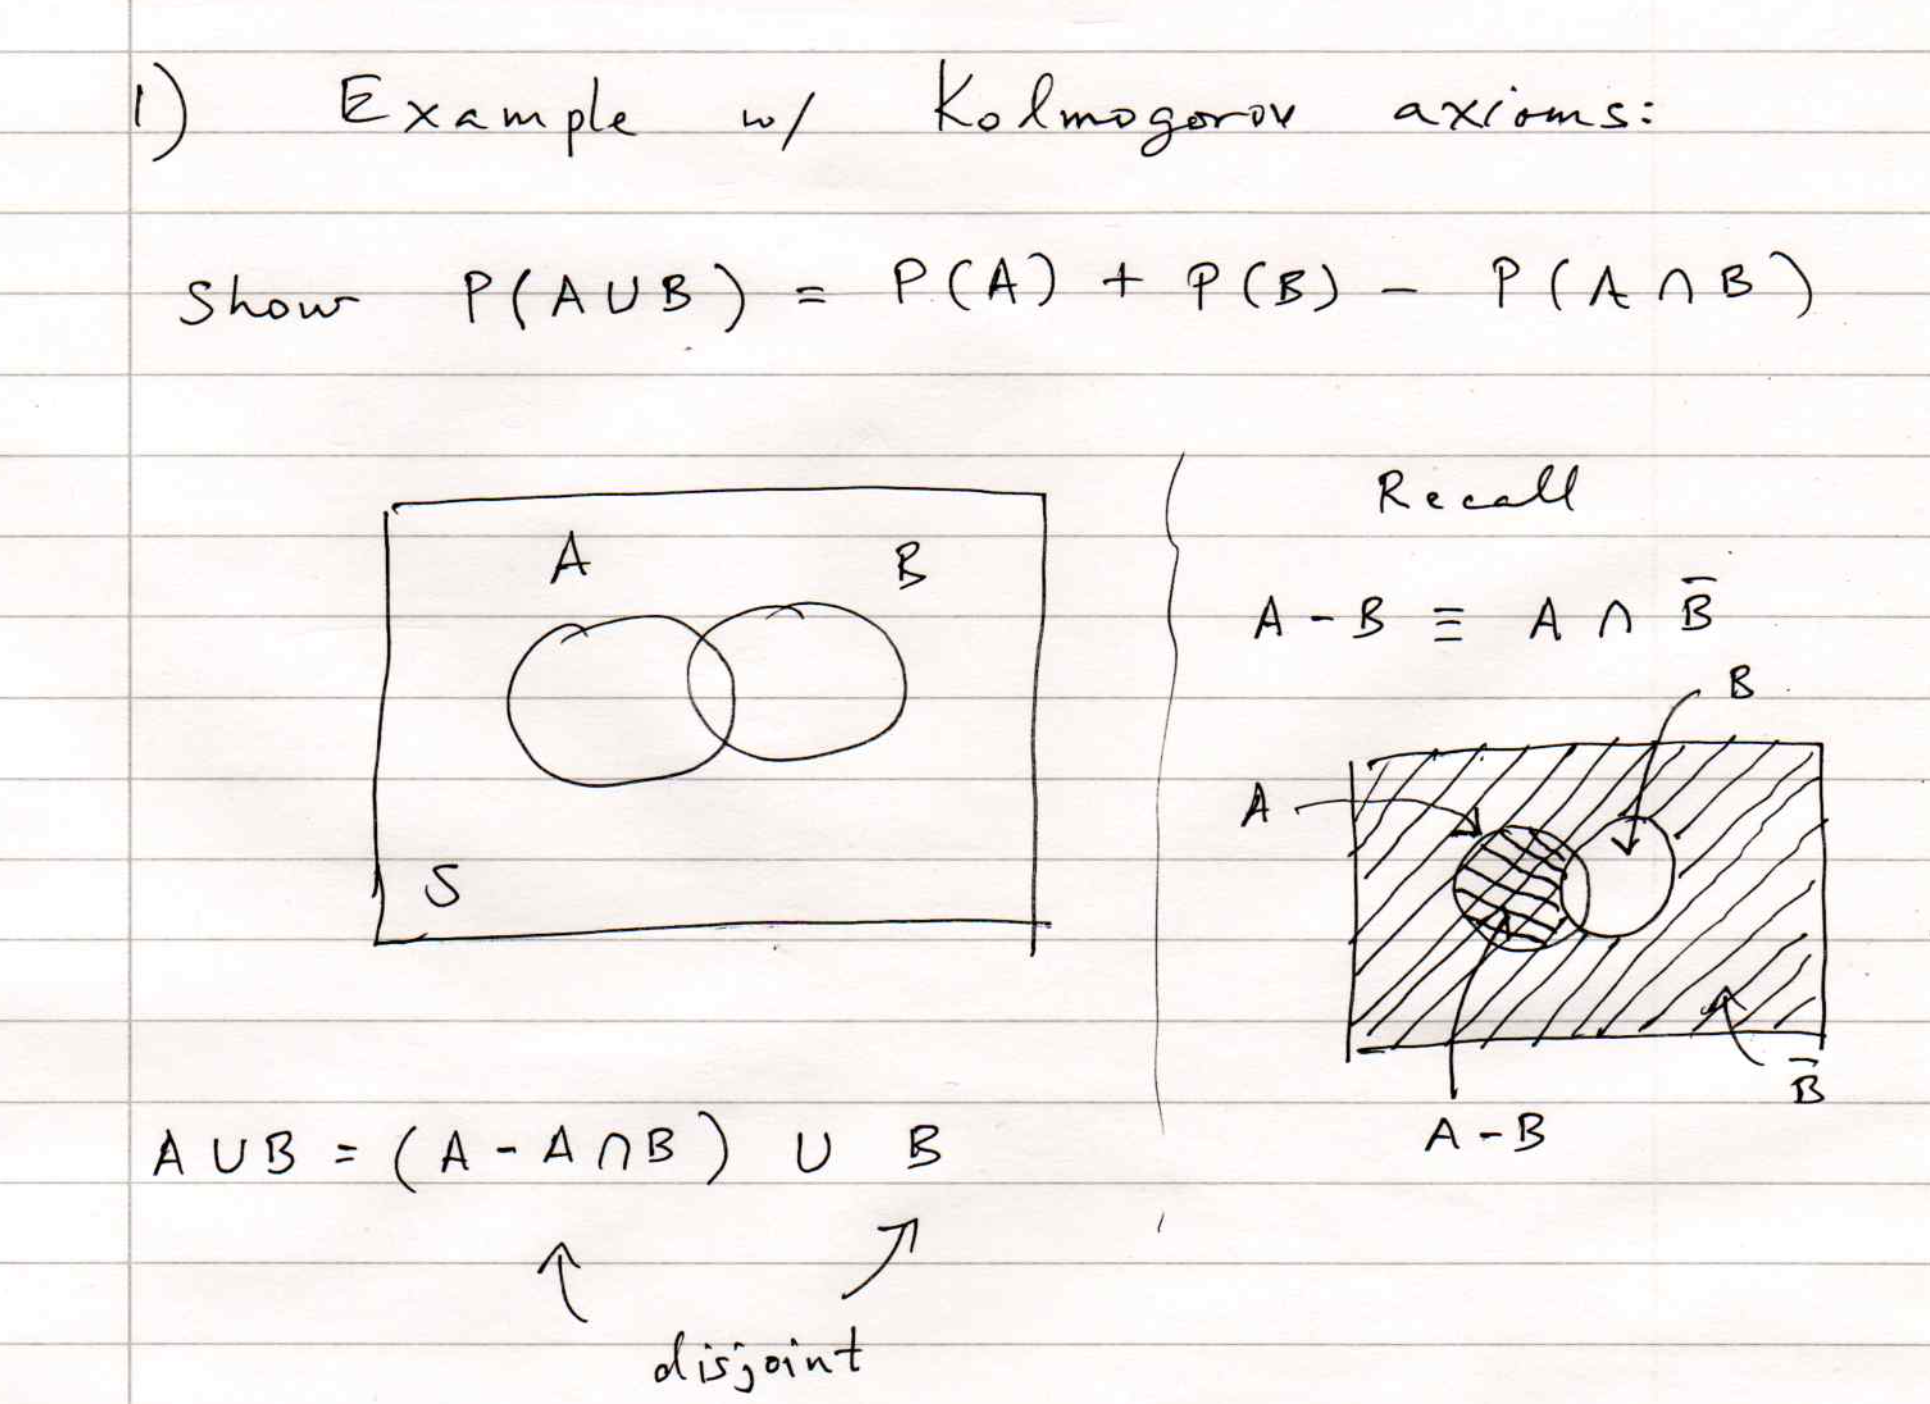 1) Example w/ Kolmogorov axioms:
Show P(A∪B) = P(A) + P(B) - P(A∩B)
A B
S
Recall
A - B ≡ A ∩ B̅
B
A
B̅
A - B
A∪B = (A - A∩B) ∪ B
disjoint